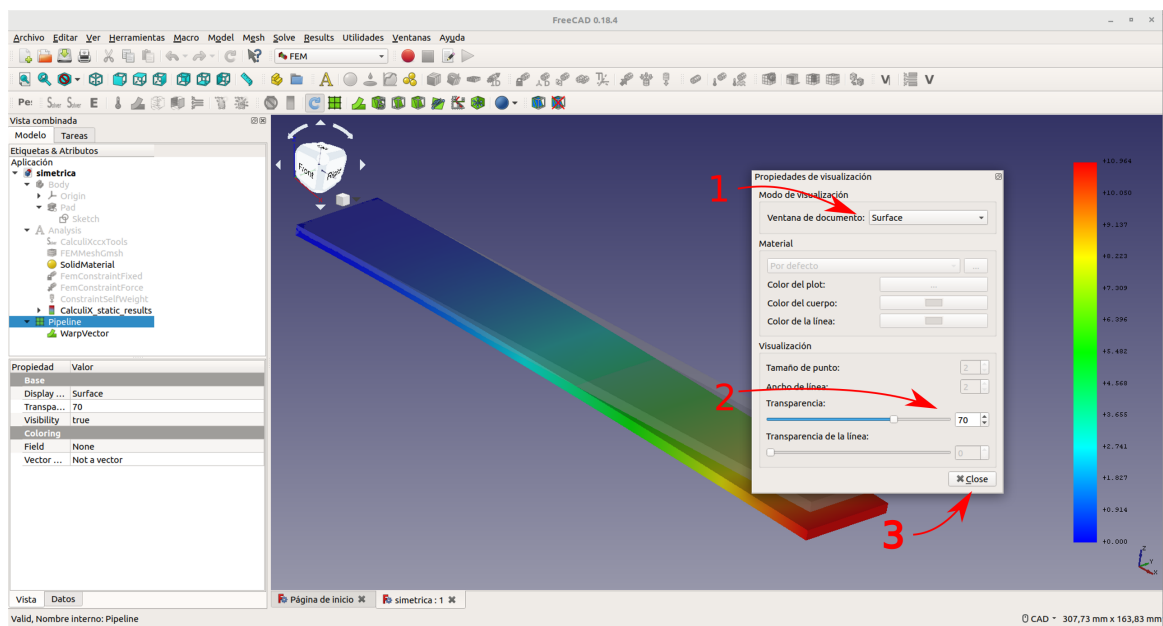 FreeCAD 0.18.4
Archivo Editar Ver Herramientas Macro Model Mesh Solve Results Utilidades Ventanas Ayuda
FEM
Vista combinada
Modelo Tareas
Etiquetas & Atributos
Aplicación
simetrica
Body
Origin
Pad
Sketch
Analysis
CalculiXccxTools
FEMMeshGmsh
SolidMaterial
FemConstraintFixed
FemConstraintForce
ConstraintSelfWeight
CalculiX_static_results
Pipeline
WarpVector
Propiedad Valor
Base
Display ... Surface
Transpa... 70
Visibility true
Coloring
Field None
Vector ... Not a vector
Vista Datos
Front Right
1
2
3
Propiedades de visualización
Modo de visualización
Ventana de documento: Surface
Material
Por defecto ...
Color del plot: ...
Color del cuerpo:
Color de la línea:
Visualización
Tamaño de punto: 2
Ancho de línea: 2
Transparencia:
70
Transparencia de la línea:
0
Close
+10.964
+9.137
+8.223
+7.309
+6.396
+5.482
+4.568
+3.655
+2.741
+1.827
+0.914
+0.000
Z
Y
X
Página de inicio simetrica : 1
Valid, Nombre interno: Pipeline CAD 307,73 mm x 163,83 mm